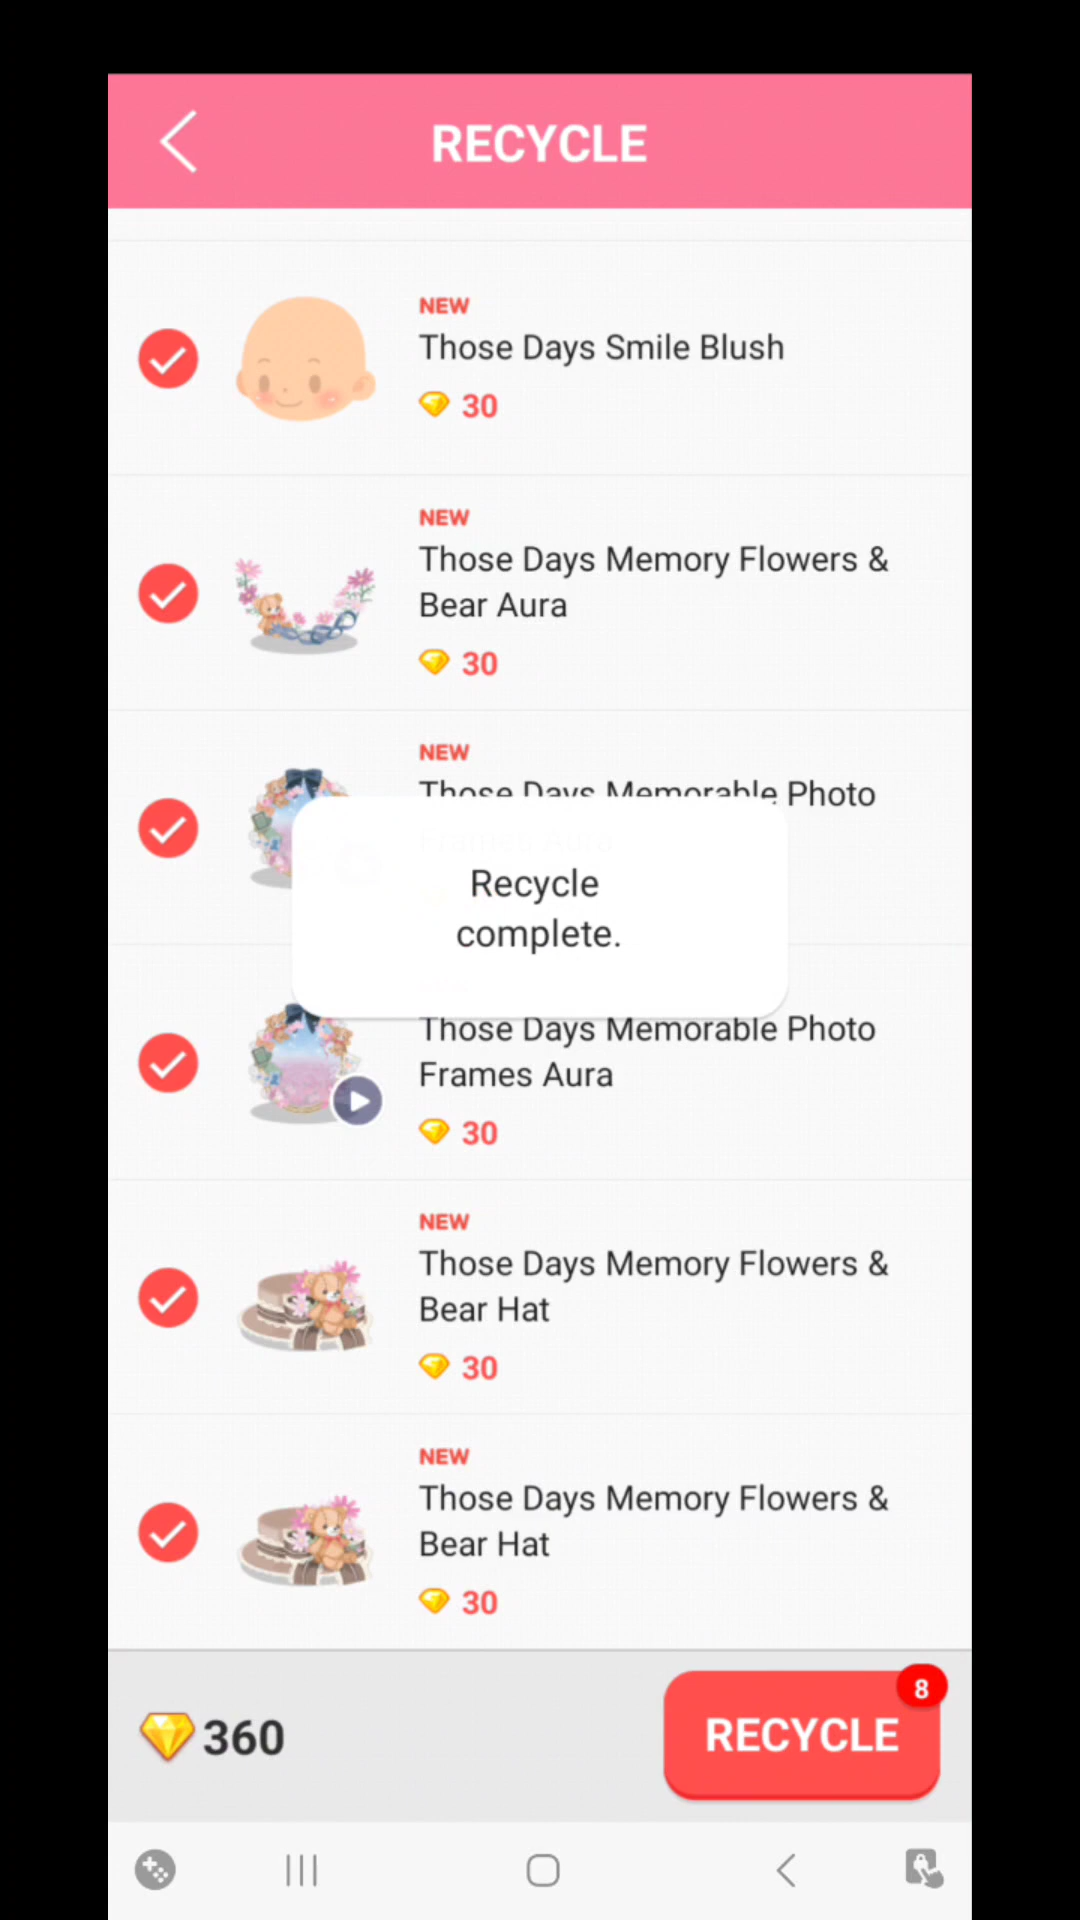 RECYCLE
NEW
Those Days Smile Blush
30
NEW
Those Days Memory Flowers &
Bear Aura
30
NEW
Those Days Memorable Photo
Frames Aura
Recycle
complete.
Those Days Memorable Photo
Frames Aura
30
NEW
Those Days Memory Flowers &
Bear Hat
30
NEW
Those Days Memory Flowers &
Bear Hat
30
360
RECYCLE
8